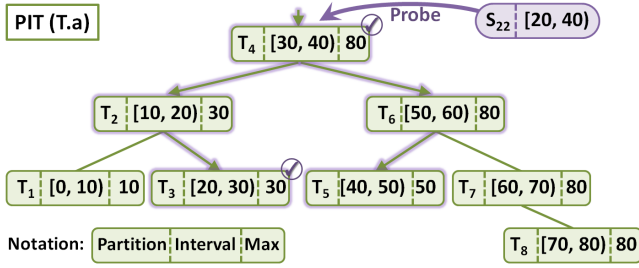 PIT (T.a)
Probe
S22 [20, 40)
T4 [30, 40) 80
T2 [10, 20) 30
T6 [50, 60) 80
T1 [0, 10) 10
T3 [20, 30) 30
T5 [40, 50) 50
T7 [60, 70) 80
T8 [70, 80) 80
Notation: Partition Interval Max